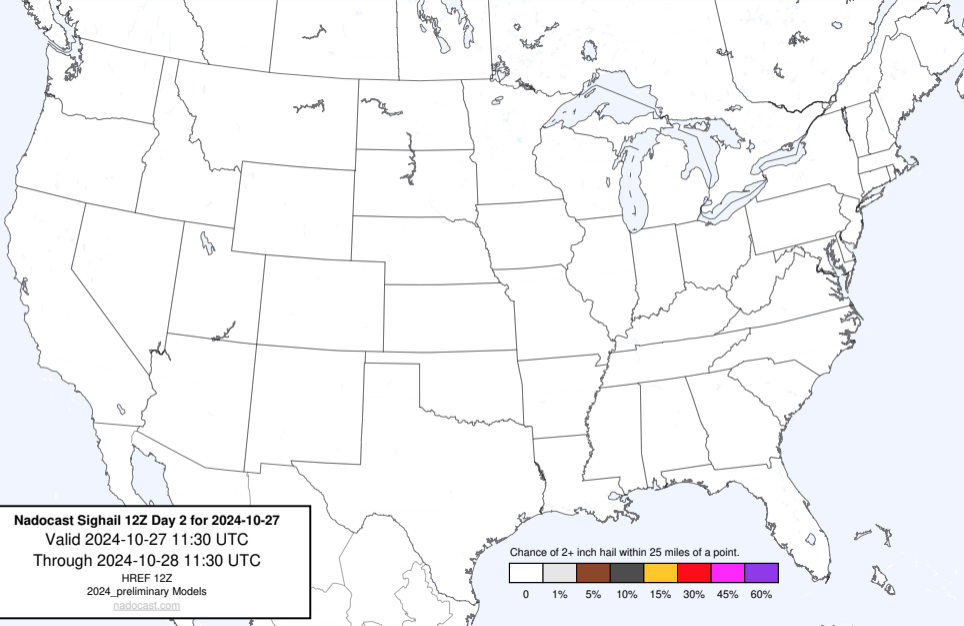 Nadocast Sighail 12Z Day 2 for 2024-10-27
Valid 2024-10-27 11:30 UTC
Through 2024-10-28 11:30 UTC
HREF 12Z
2024_preliminary Models
nadocast.com
Chance of 2+ inch hail within 25 miles of a point.
0 1% 5% 10% 15% 30% 45% 60%